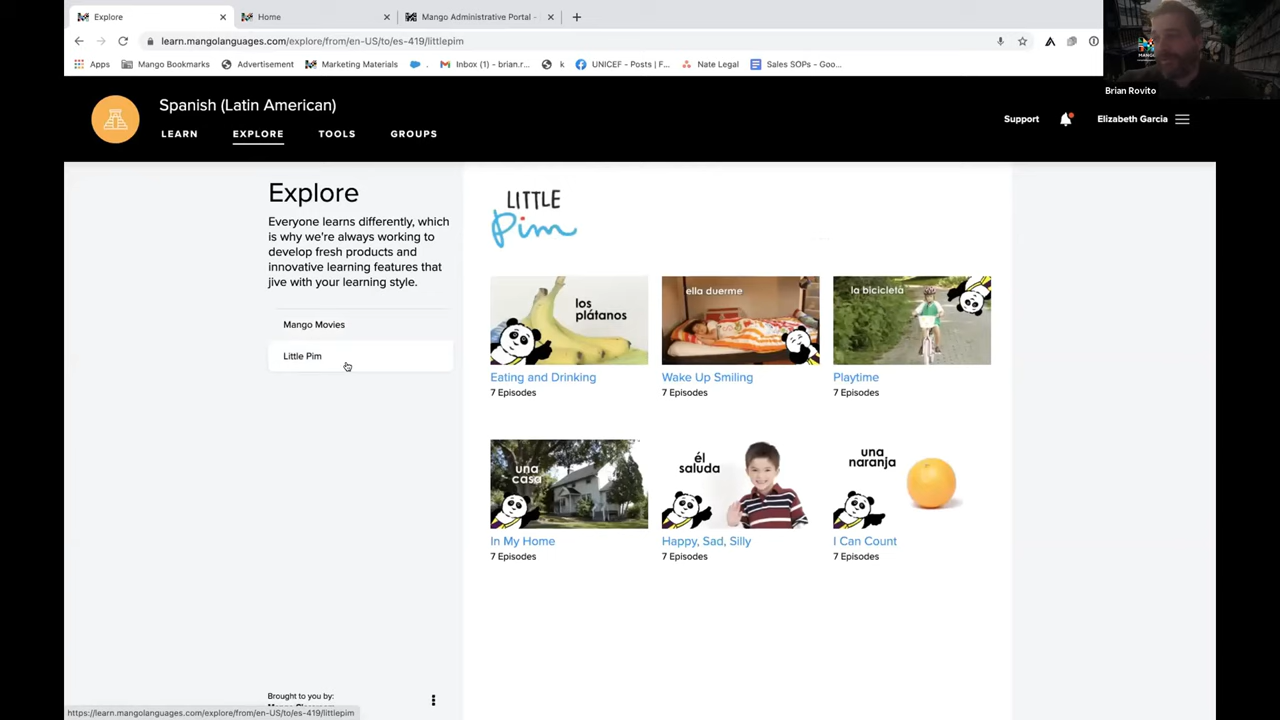 Explore
Home
Mango Administrative Portal -
learn.mangolanguages.com/explore/from/en-US/to/es-419/littlepim
Apps
Mango Bookmarks
Advertisement
Marketing Materials
.
Inbox (1) - brian.r...
k
UNICEF - Posts | F...
Nate Legal
Sales SOPs - Goo...
Brian Rovito
Spanish (Latin American)
LEARN
EXPLORE
TOOLS
GROUPS
Support
Elizabeth Garcia
Explore
Everyone learns differently, which
is why we're always working to
develop fresh products and
innovative learning features that
jive with your learning style.
Mango Movies
Little Pim
LITTLE
Pim
los
plátanos
ella duerme
la bicicleta
Eating and Drinking
Wake Up Smiling
Playtime
7 Episodes
7 Episodes
7 Episodes
una
casa
él
saluda
una
naranja
In My Home
Happy, Sad, Silly
I Can Count
7 Episodes
7 Episodes
7 Episodes
Brought to you by:
https://learn.mangolanguages.com/explore/from/en-US/to/es-419/littlepim